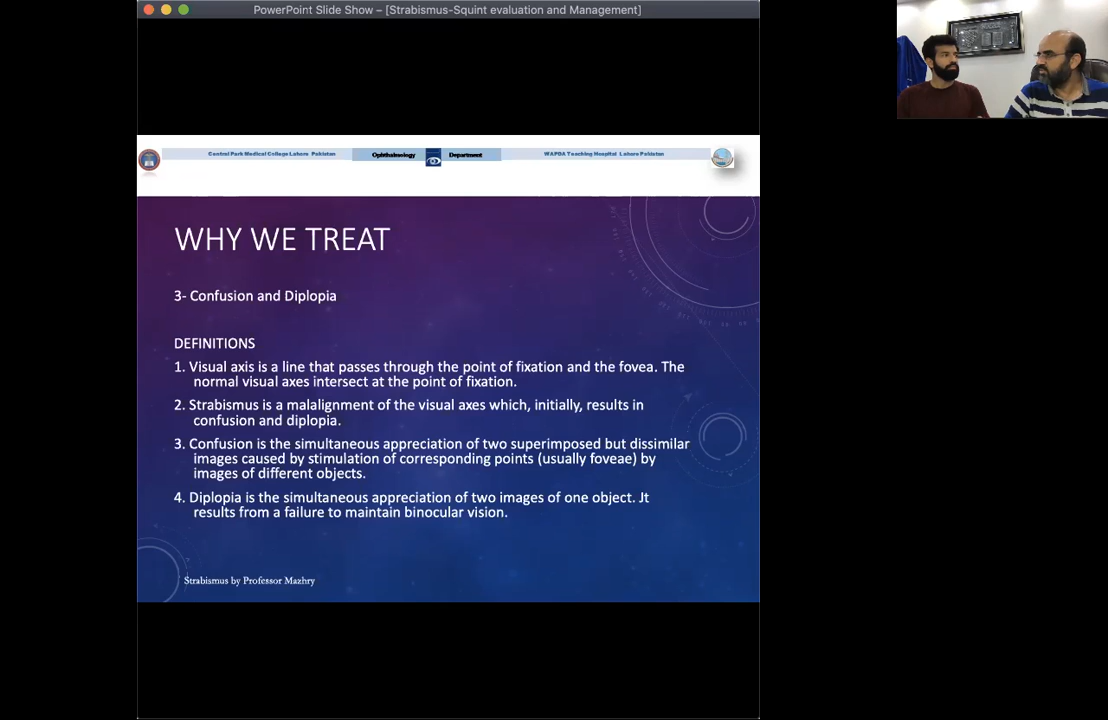 PowerPoint Slide Show – [Strabismus-Squint evaluation and Management]
Central Park Medical College Lahore Pakistan
Ophthalmology
Department
WAPDA Teaching Hospital Lahore Pakistan
WHY WE TREAT
3- Confusion and Diplopia
DEFINITIONS
1. Visual axis is a line that passes through the point of fixation and the fovea. The
normal visual axes intersect at the point of fixation.
2. Strabismus is a malalignment of the visual axes which, initially, results in
confusion and diplopia.
3. Confusion is the simultaneous appreciation of two superimposed but dissimilar
images caused by stimulation of corresponding points (usually foveae) by
images of different objects.
4. Diplopia is the simultaneous appreciation of two images of one object. Jt
results from a failure to maintain binocular vision.
Strabismus by Professor Mazhry